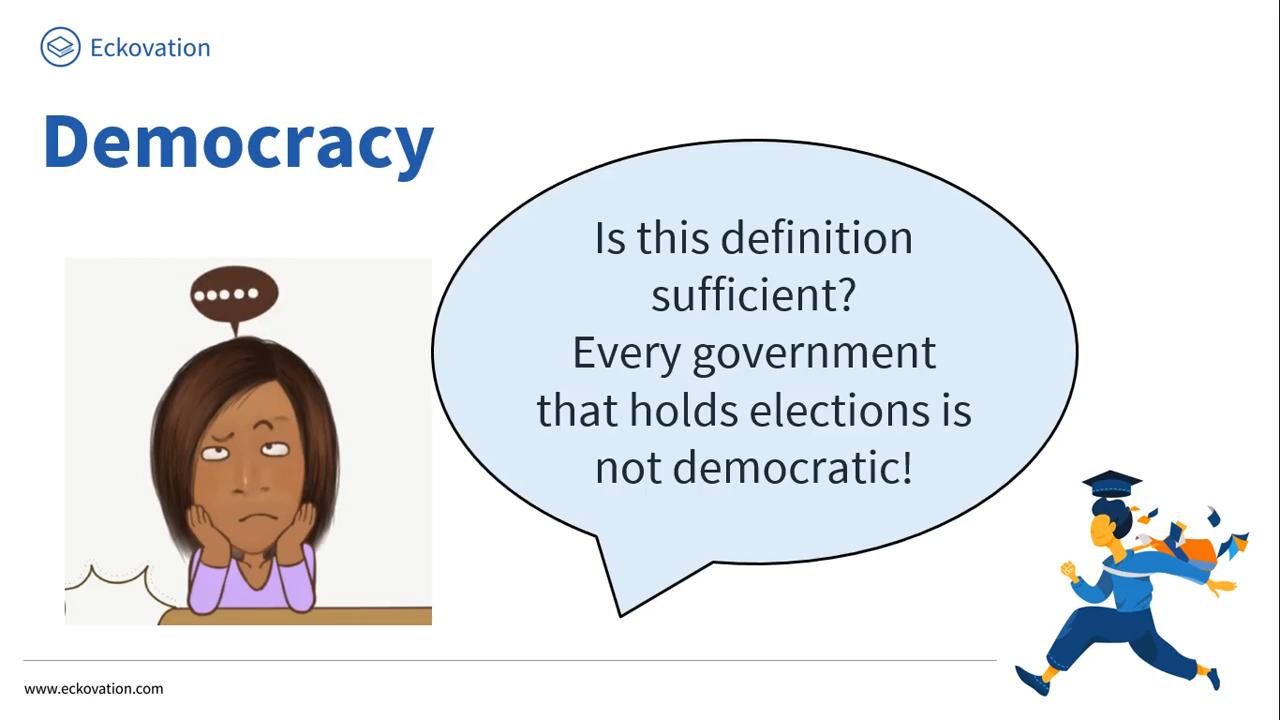 Eckovation
Democracy
Is this definition
sufficient?
Every government
that holds elections is
not democratic!
www.eckovation.com